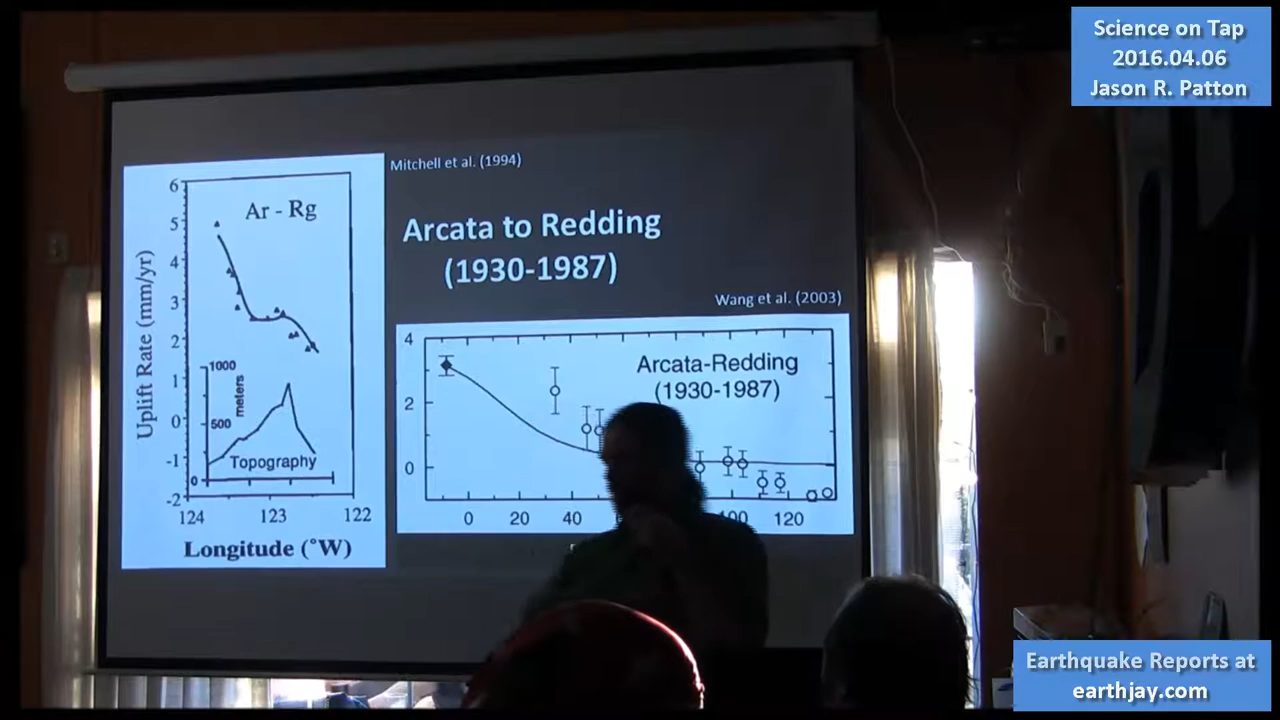 Science on Tap
2016.04.06
Jason R. Patton
Mitchell et al. (1994)
Arcata to Redding
(1930-1987)
Wang et al. (2003)
Ar - Rg
Uplift Rate (mm/yr)
6
5
4
3
2
1
0
-1
-2
1000
500
0
meters
Topography
124
123
122
Longitude (°W)
Arcata-Redding
(1930-1987)
4
2
0
0
20
40
100
120
Earthquake Reports at
earthjay.com